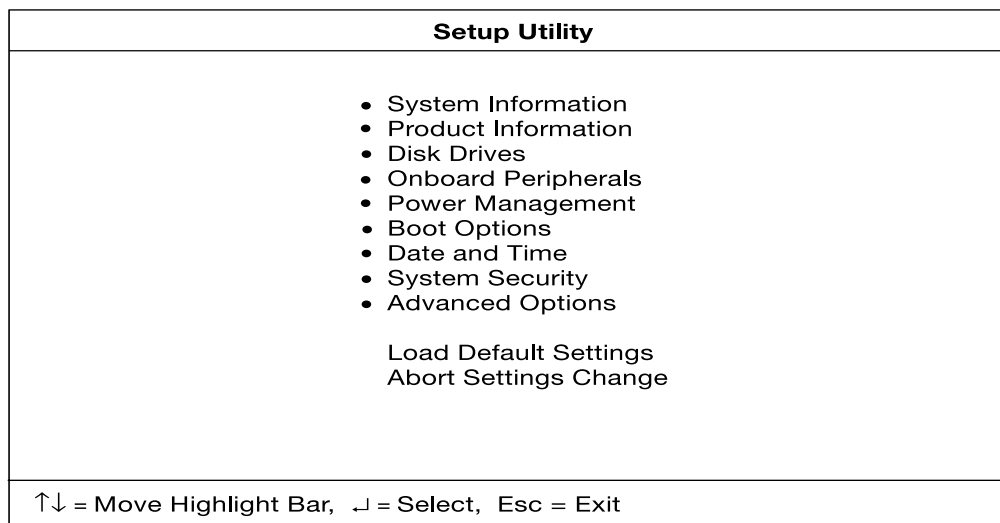 Setup Utility
• System Information
• Product Information
• Disk Drives
• Onboard Peripherals
• Power Management
• Boot Options
• Date and Time
• System Security
• Advanced Options
Load Default Settings
Abort Settings Change
↑↓ = Move Highlight Bar, ↵ = Select, Esc = Exit